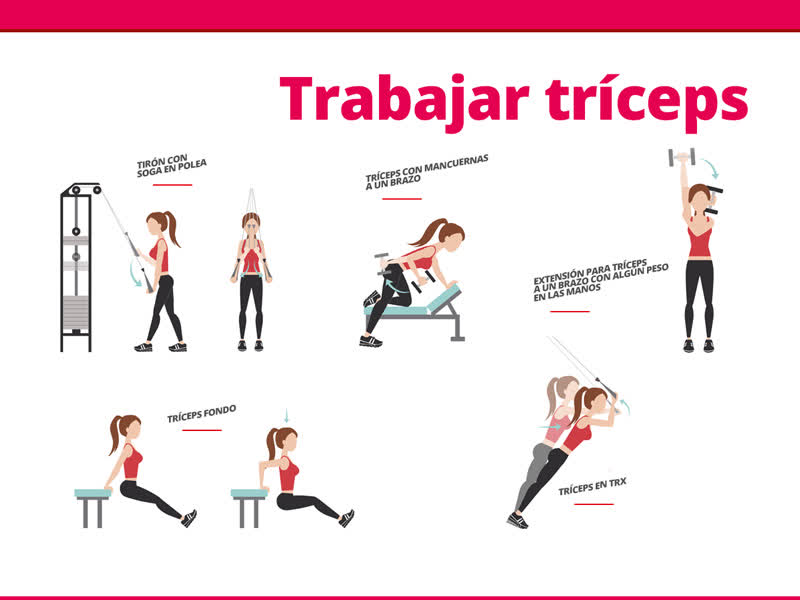 Trabajar tríceps
TIRÓN CON
SOGA EN POLEA
TRÍCEPS CON MANCUERNAS
A UN BRAZO
EXTENSIÓN PARA TRÍCEPS
A UN BRAZO CON ALGÚN PESO
EN LAS MANOS
TRÍCEPS FONDO
TRÍCEPS EN TRX